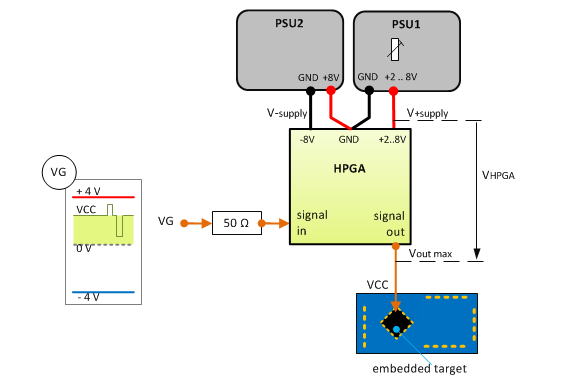 PSU2
PSU1
GND +8V
GND +2 .. 8V
V-supply
V+supply
-8V
GND
+2..8V
HPGA
VHPGA
VG
+ 4 V
VCC
0 V
- 4 V
VG
50 Ω
signal
in
signal
out
Vout max
VCC
embedded target